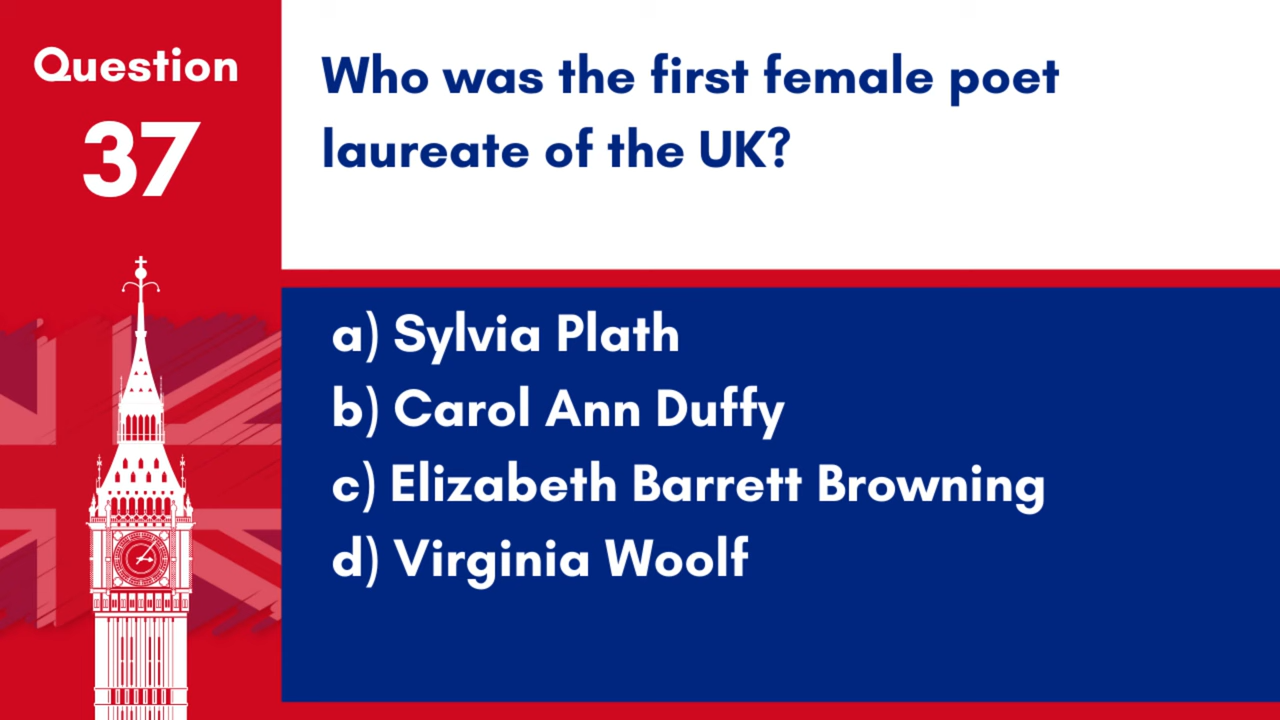 Question
37
Who was the first female poet
laureate of the UK?
a) Sylvia Plath
b) Carol Ann Duffy
c) Elizabeth Barrett Browning
d) Virginia Woolf